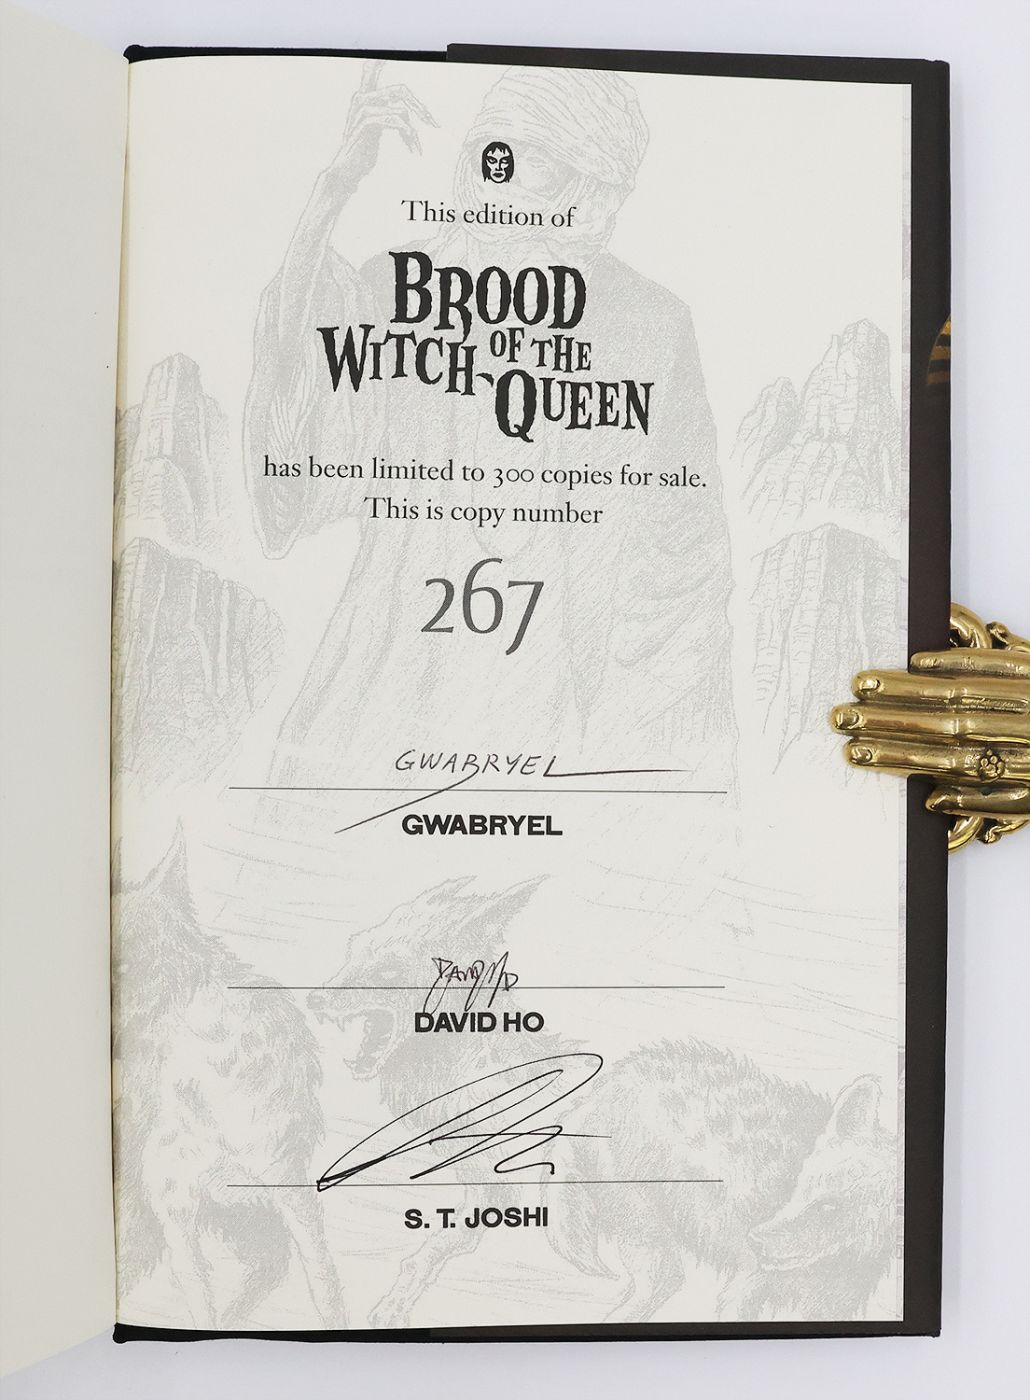 This edition of
BROOD
OF THE
WITCH-QUEEN
has been limited to 300 copies for sale.
This is copy number
267
GWABRYEL
GWABRYEL
DAVID HO
S. T. JOSHI